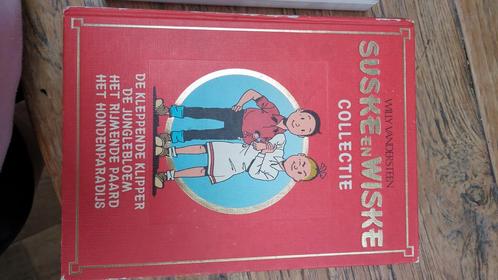 WILLY VANDERSTEEN
SUSKE EN WISKE
COLLECTIE
DE KLEPPENDE KLIPPER
DE JUNGLEBLOEM
HET RIJMENDE PAARD
HET HONDENPARADIJS